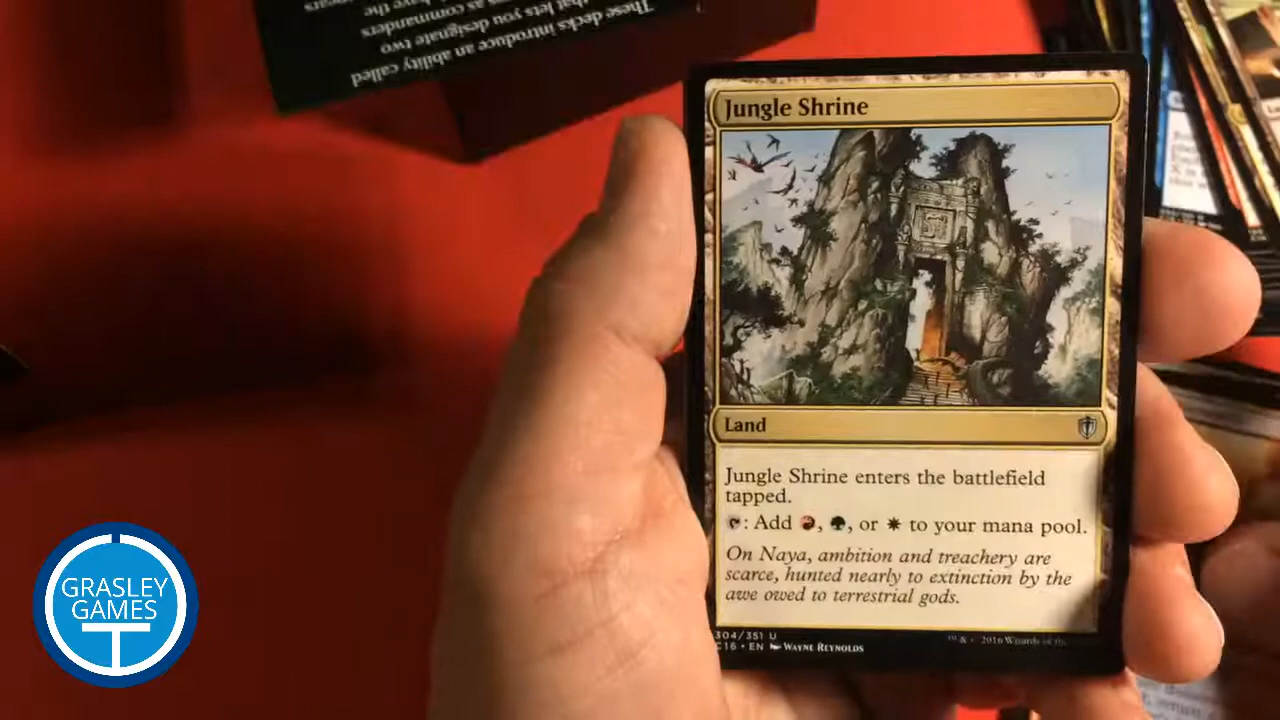 These decks introduce an ability called
that lets you designate two
as commanders
have the
Jungle Shrine
Land
Jungle Shrine enters the battlefield
tapped.
: Add , , or to your mana pool.
On Naya, ambition and treachery are
scarce, hunted nearly to extinction by the
awe owed to terrestrial gods.
304/351 U
C16 • EN WAYNE REYNOLDS
™ & 2016 Wizards of the
GRASLEY
GAMES